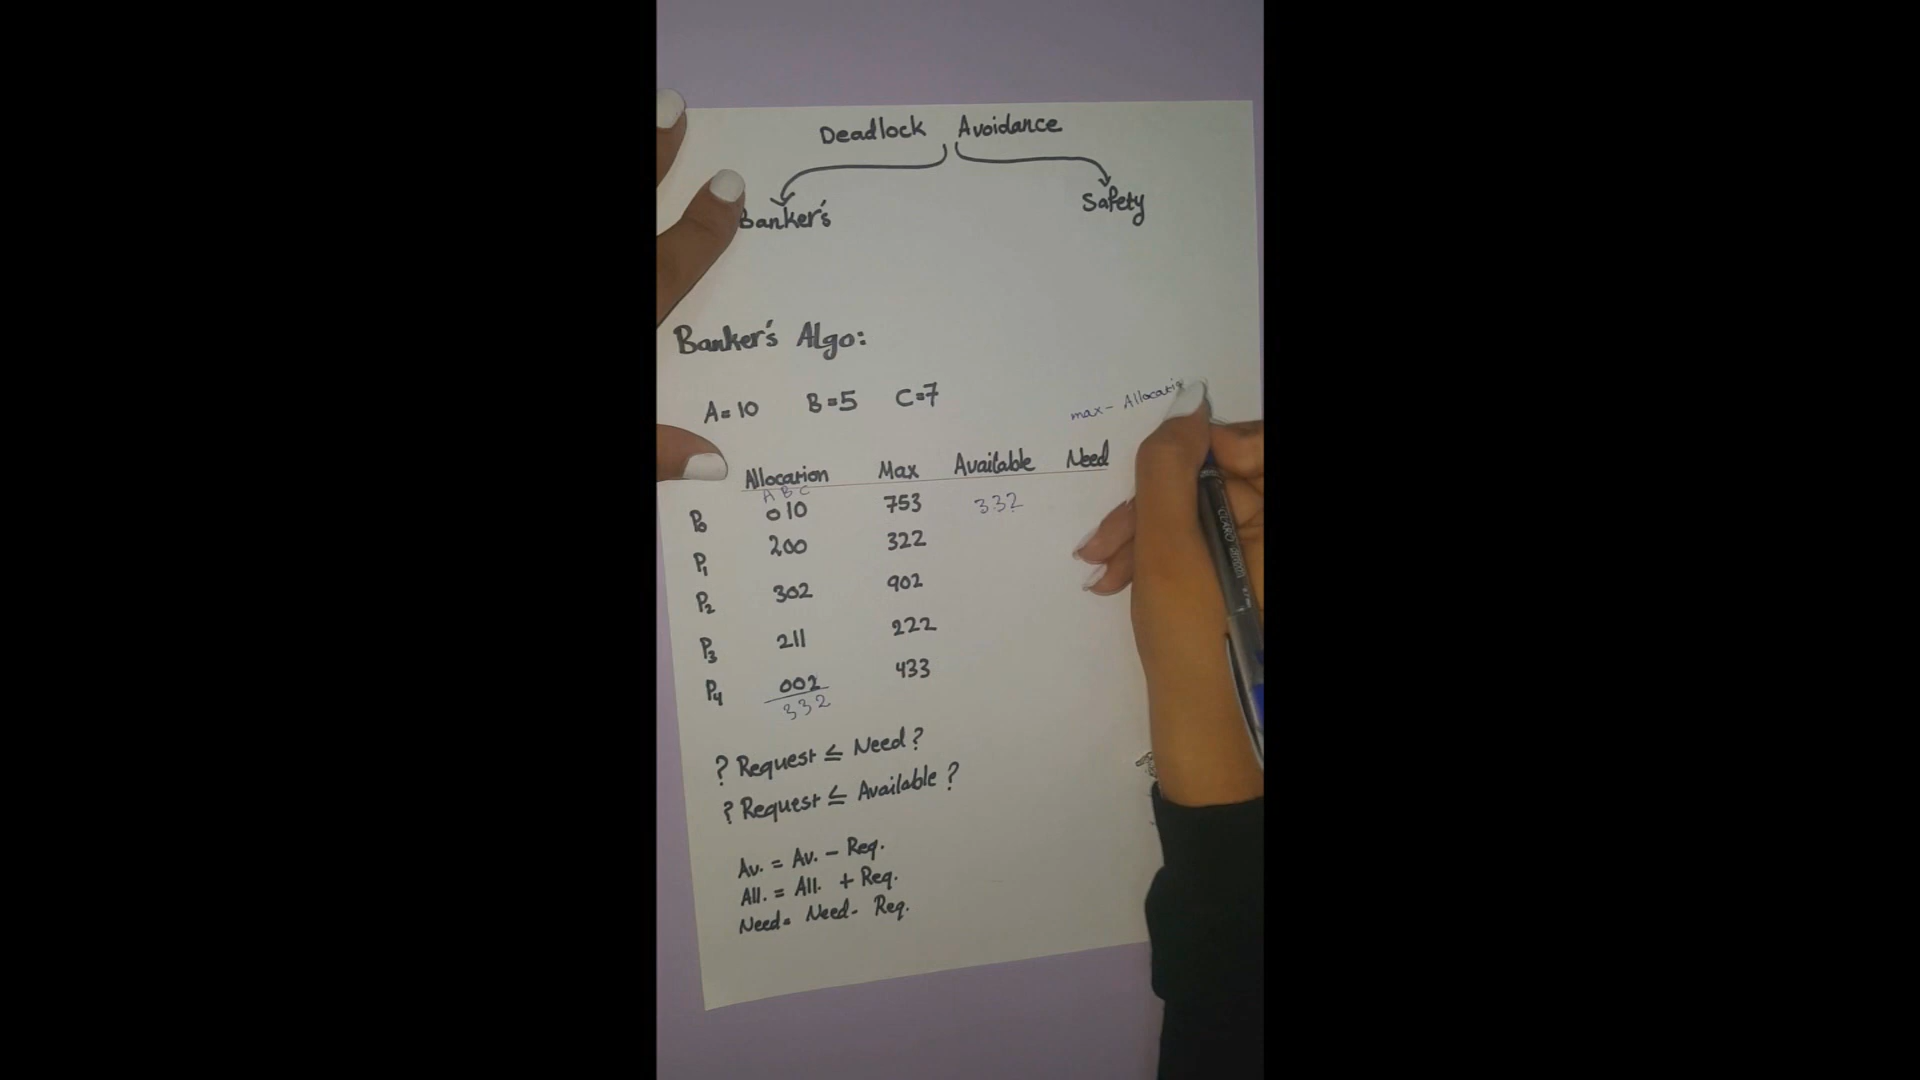 Deadlock Avoidance
Banker's Safety
Banker's Algo:
A=10 B=5 C=7
max - Allocatio
Allocation Max Available Need
A B C
P0 010 753 332
P1 200 322
P2 302 902
P3 211 222
P4 002 433
332
? Request ≤ Need?
? Request ≤ Available?
Av. = Av. - Req.
All. = All. + Req.
Need= Need- Req.